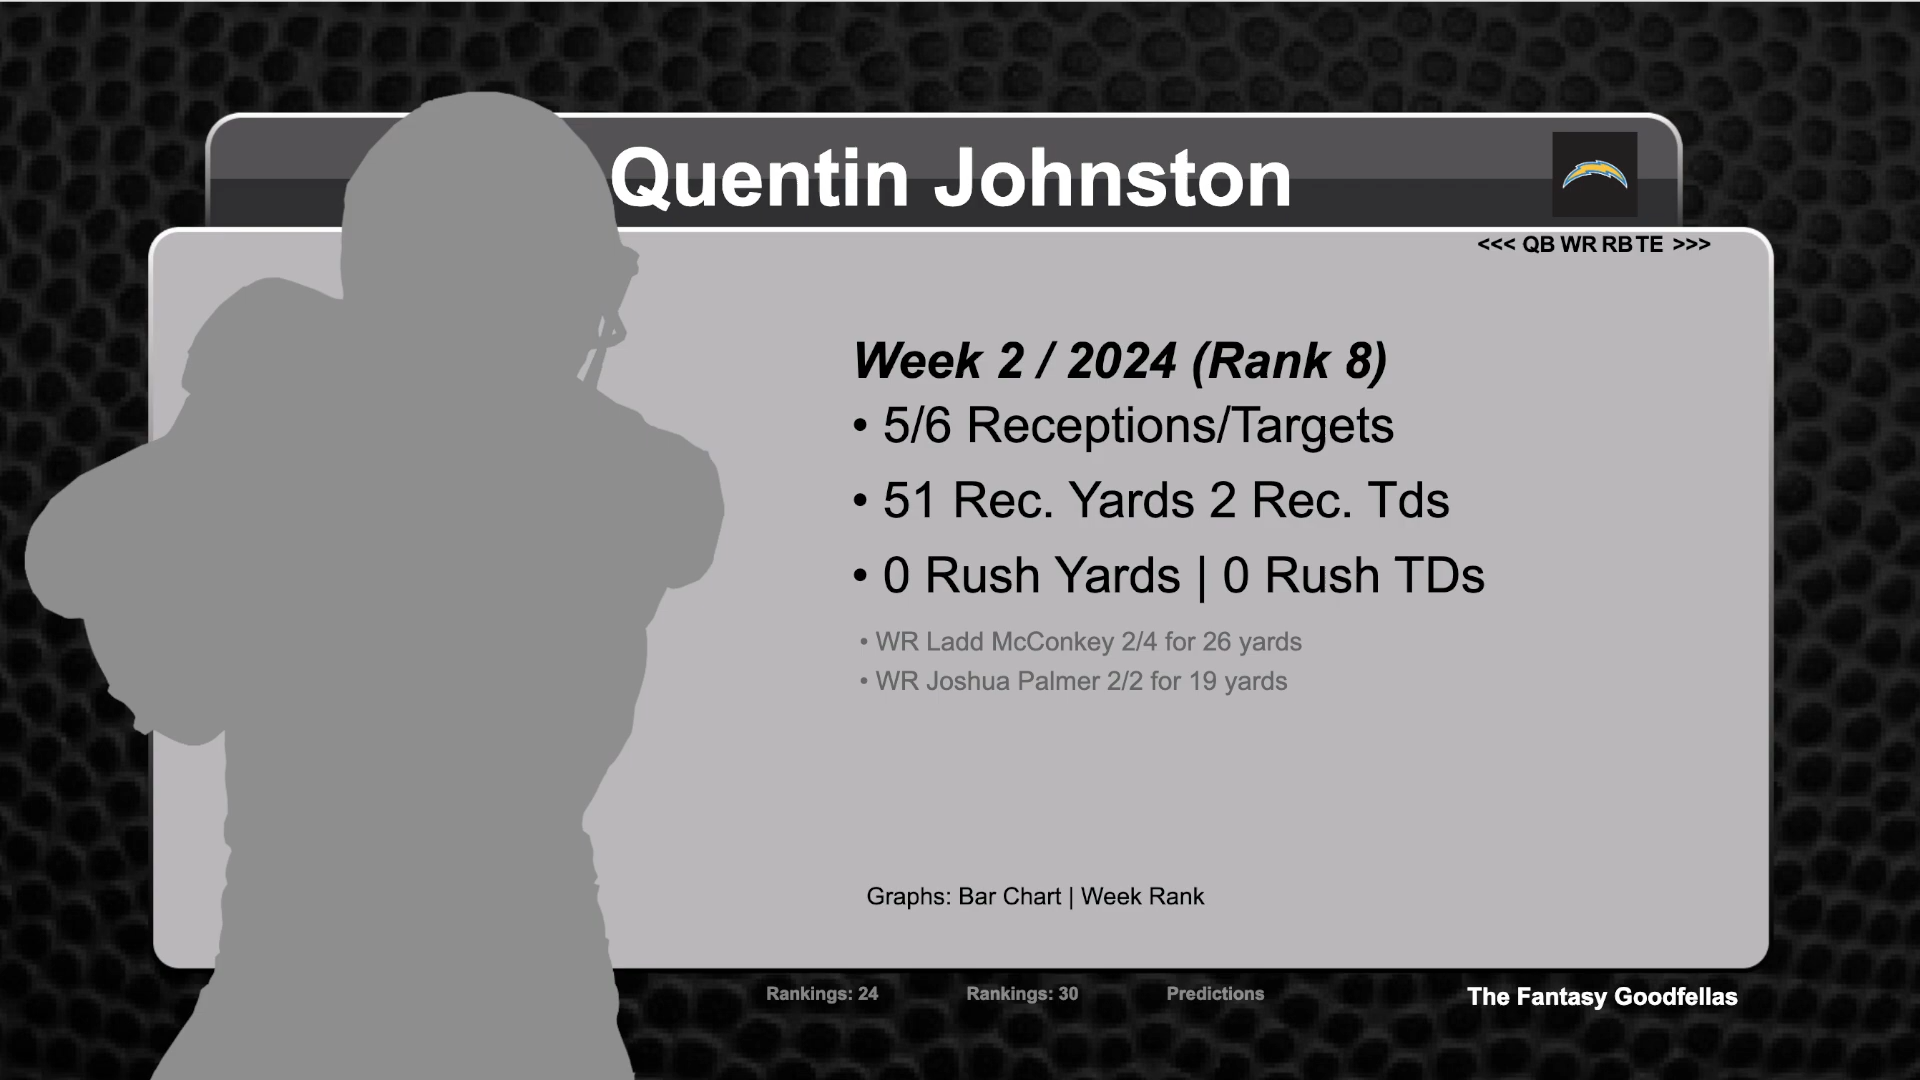 Quentin Johnston
<<< QB WR RB TE >>>
Week 2 / 2024 (Rank 8)
• 5/6 Receptions/Targets
• 51 Rec. Yards 2 Rec. Tds
• 0 Rush Yards | 0 Rush TDs
• WR Ladd McConkey 2/4 for 26 yards
• WR Joshua Palmer 2/2 for 19 yards
Graphs: Bar Chart | Week Rank
Rankings: 24 Rankings: 30 Predictions The Fantasy Goodfellas